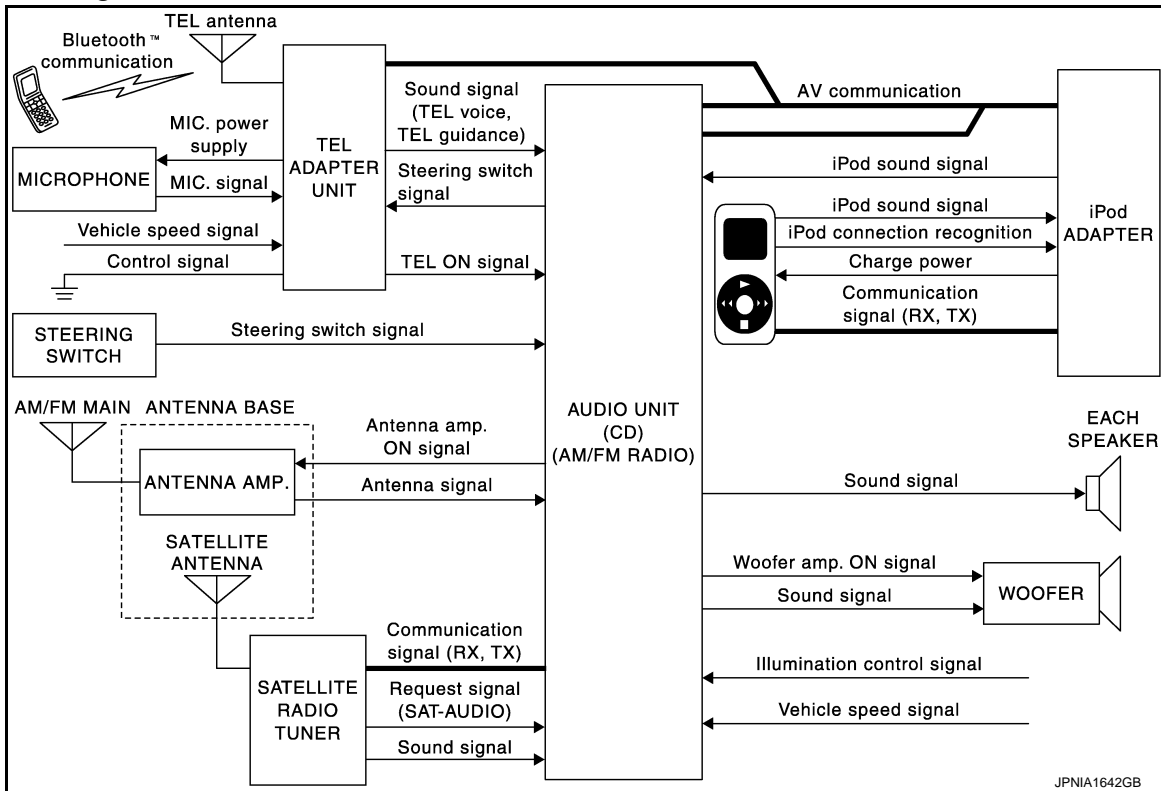 TEL antenna
Bluetooth™
communication
MIC. power
supply
MICROPHONE
MIC. signal
Vehicle speed signal
Control signal
TEL
ADAPTER
UNIT
Sound signal
(TEL voice,
TEL guidance)
Steering switch
signal
TEL ON signal
STEERING
SWITCH
Steering switch signal
AM/FM MAIN
ANTENNA BASE
ANTENNA AMP.
Antenna amp.
ON signal
Antenna signal
SATELLITE
ANTENNA
SATELLITE
RADIO
TUNER
Communication
signal (RX, TX)
Request signal
(SAT-AUDIO)
Sound signal
AUDIO UNIT
(CD)
(AM/FM RADIO)
AV communication
iPod sound signal
iPod sound signal
iPod connection recognition
Charge power
Communication
signal (RX, TX)
iPod
ADAPTER
EACH
SPEAKER
Sound signal
Woofer amp. ON signal
Sound signal
WOOFER
Illumination control signal
Vehicle speed signal
JPNIA1642GB